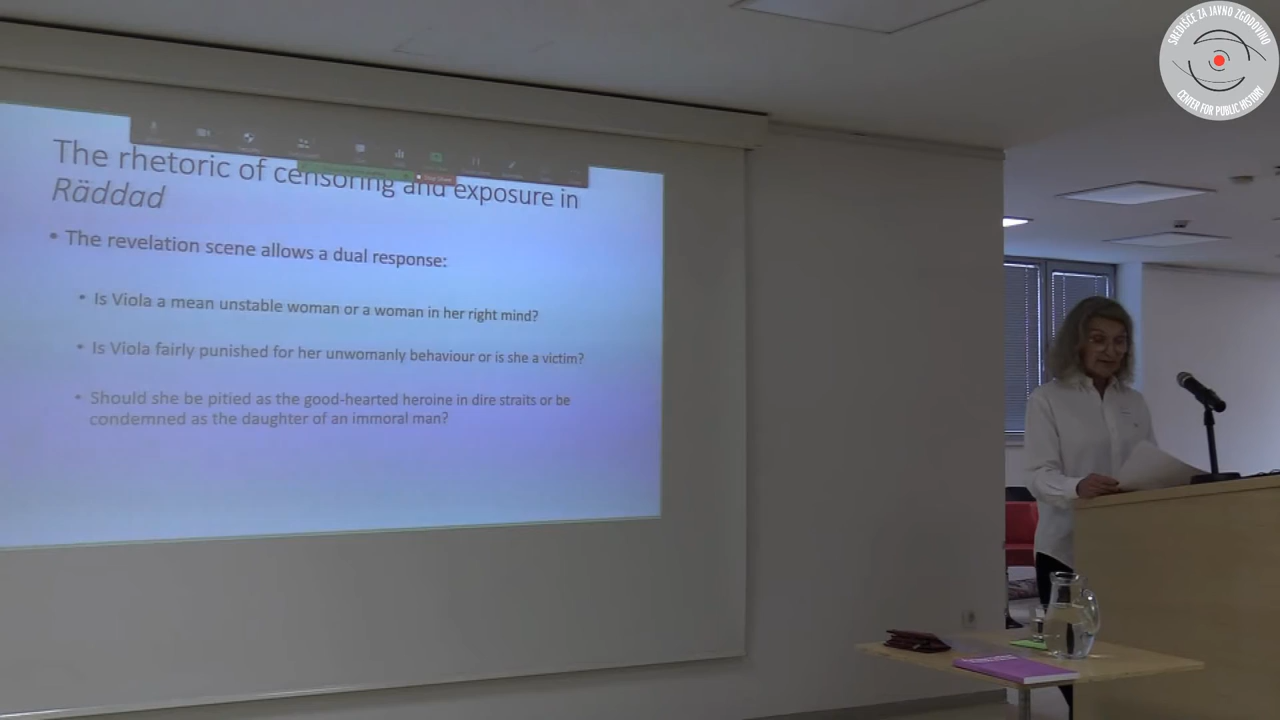 The rhetoric of censoring and exposure in
Räddad
• The revelation scene allows a dual response:
• Is Viola a mean unstable woman or a woman in her right mind?
• Is Viola fairly punished for her unwomanly behaviour or is she a victim?
• Should she be pitied as the good-hearted heroine in dire straits or be
condemned as the daughter of an immoral man?
SREDIŠČE ZA JAVNO ZGODOVINO
CENTER FOR PUBLIC HISTORY